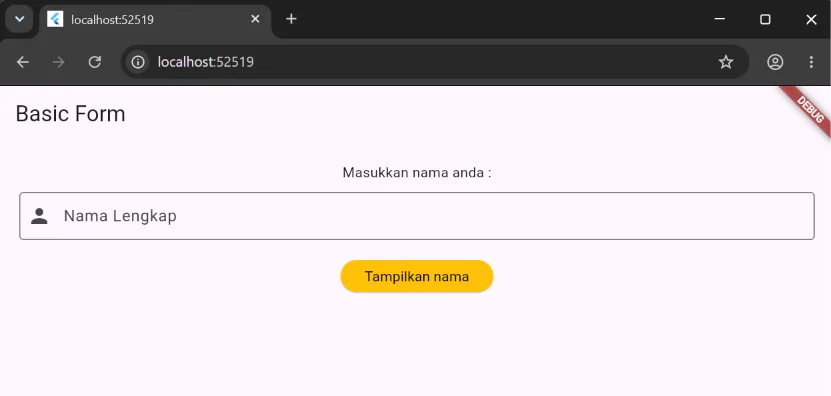 localhost:52519
localhost:52519
DEBUG
Basic Form
Masukkan nama anda :
Nama Lengkap
Tampilkan nama